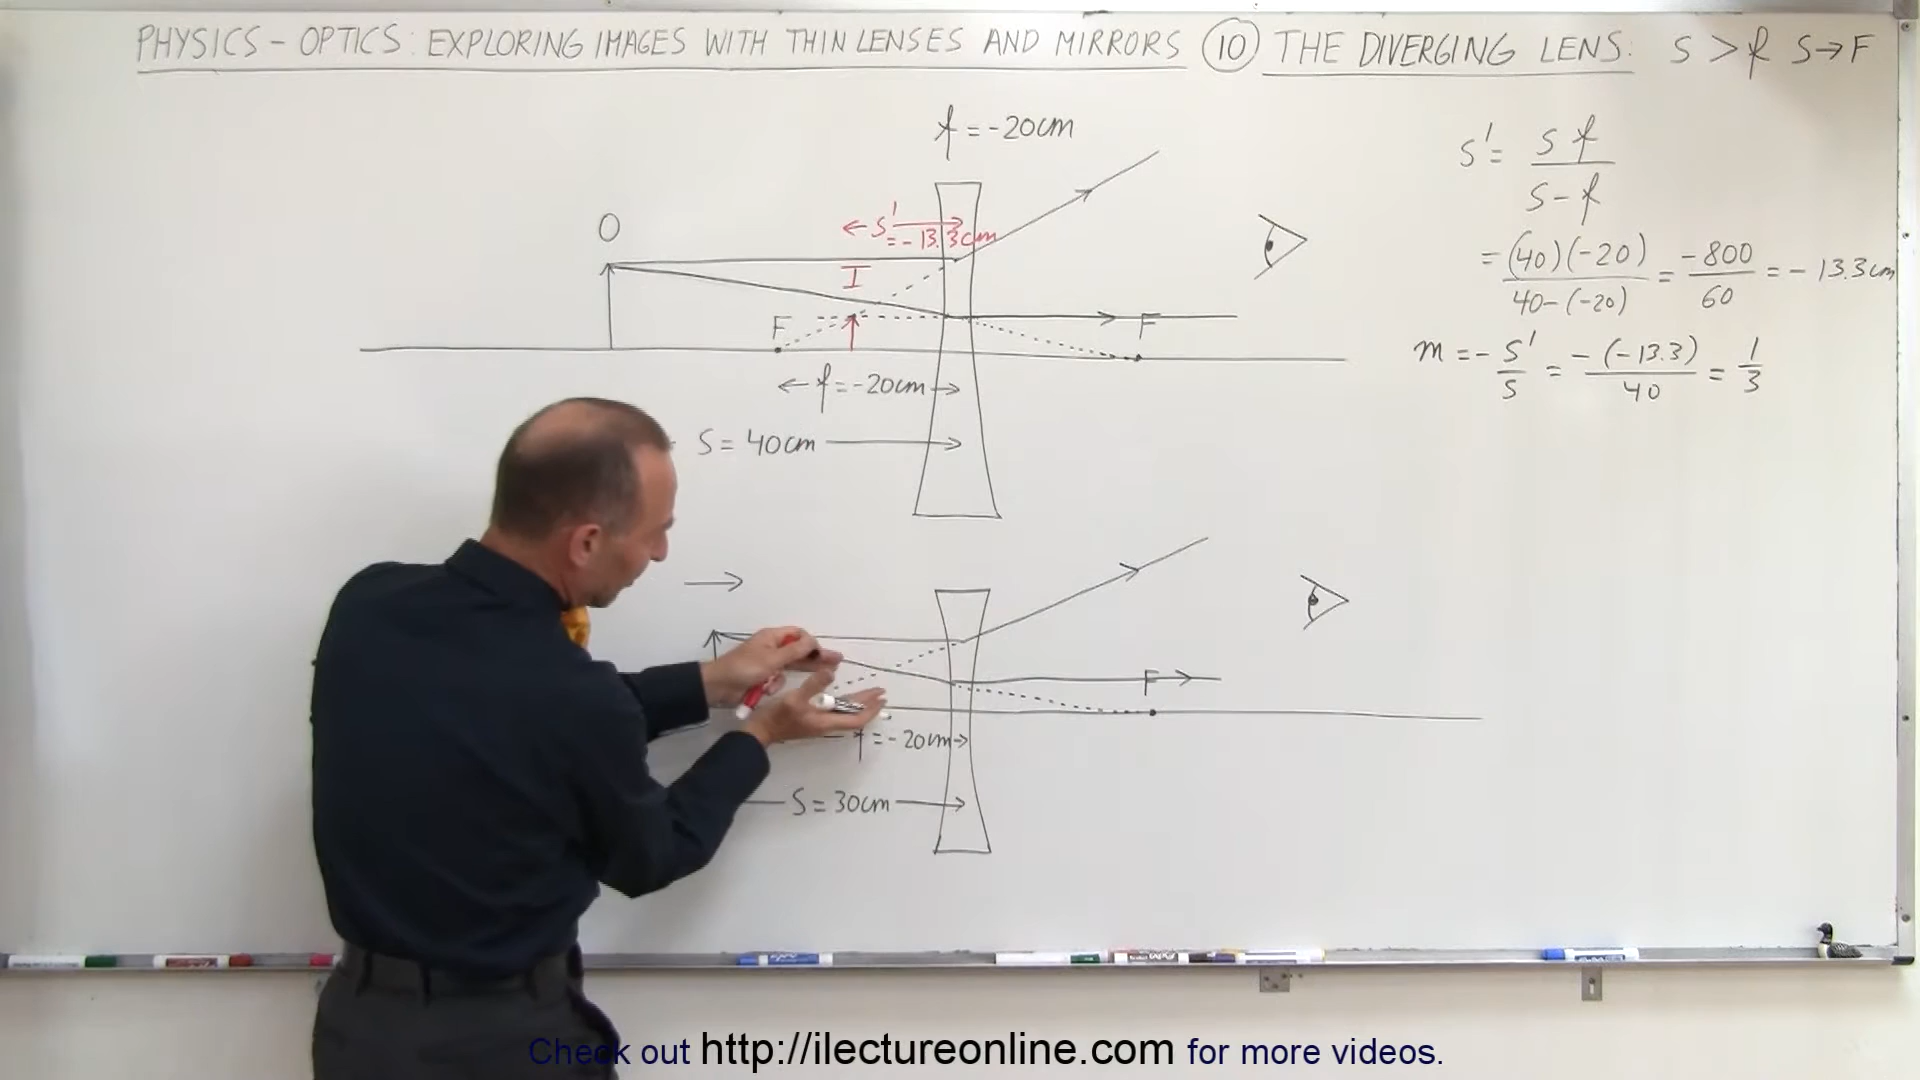 PHYSICS - OPTICS: EXPLORING IMAGES WITH THIN LENSES AND MIRRORS (10) THE DIVERGING LENS: S > f S→F
f = -20cm
S' = S f / S - f
O
← S' →
= - 13.3cm
= (40)(-20) / 40-(-20) = -800 / 60 = - 13.3cm
I
F
F
m = - S' / S = - (-13.3) / 40 = 1 / 3
← f = -20cm →
S = 40cm →
→
F
f = - 20cm →
S = 30cm →
Check out http://ilectureonline.com for more videos.